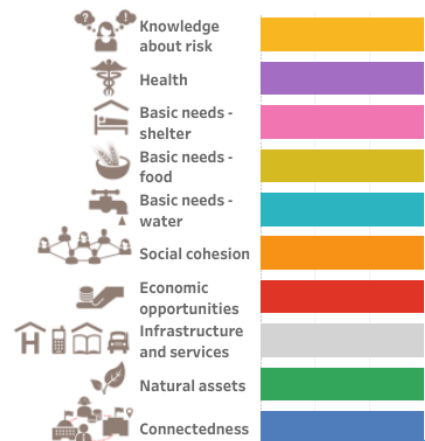 ? !
Knowledge
about risk
Health
Basic needs -
shelter
Basic needs -
food
Basic needs -
water
Social cohesion
Economic
opportunities
H
Infrastructure
and services
Natural assets
Connectedness